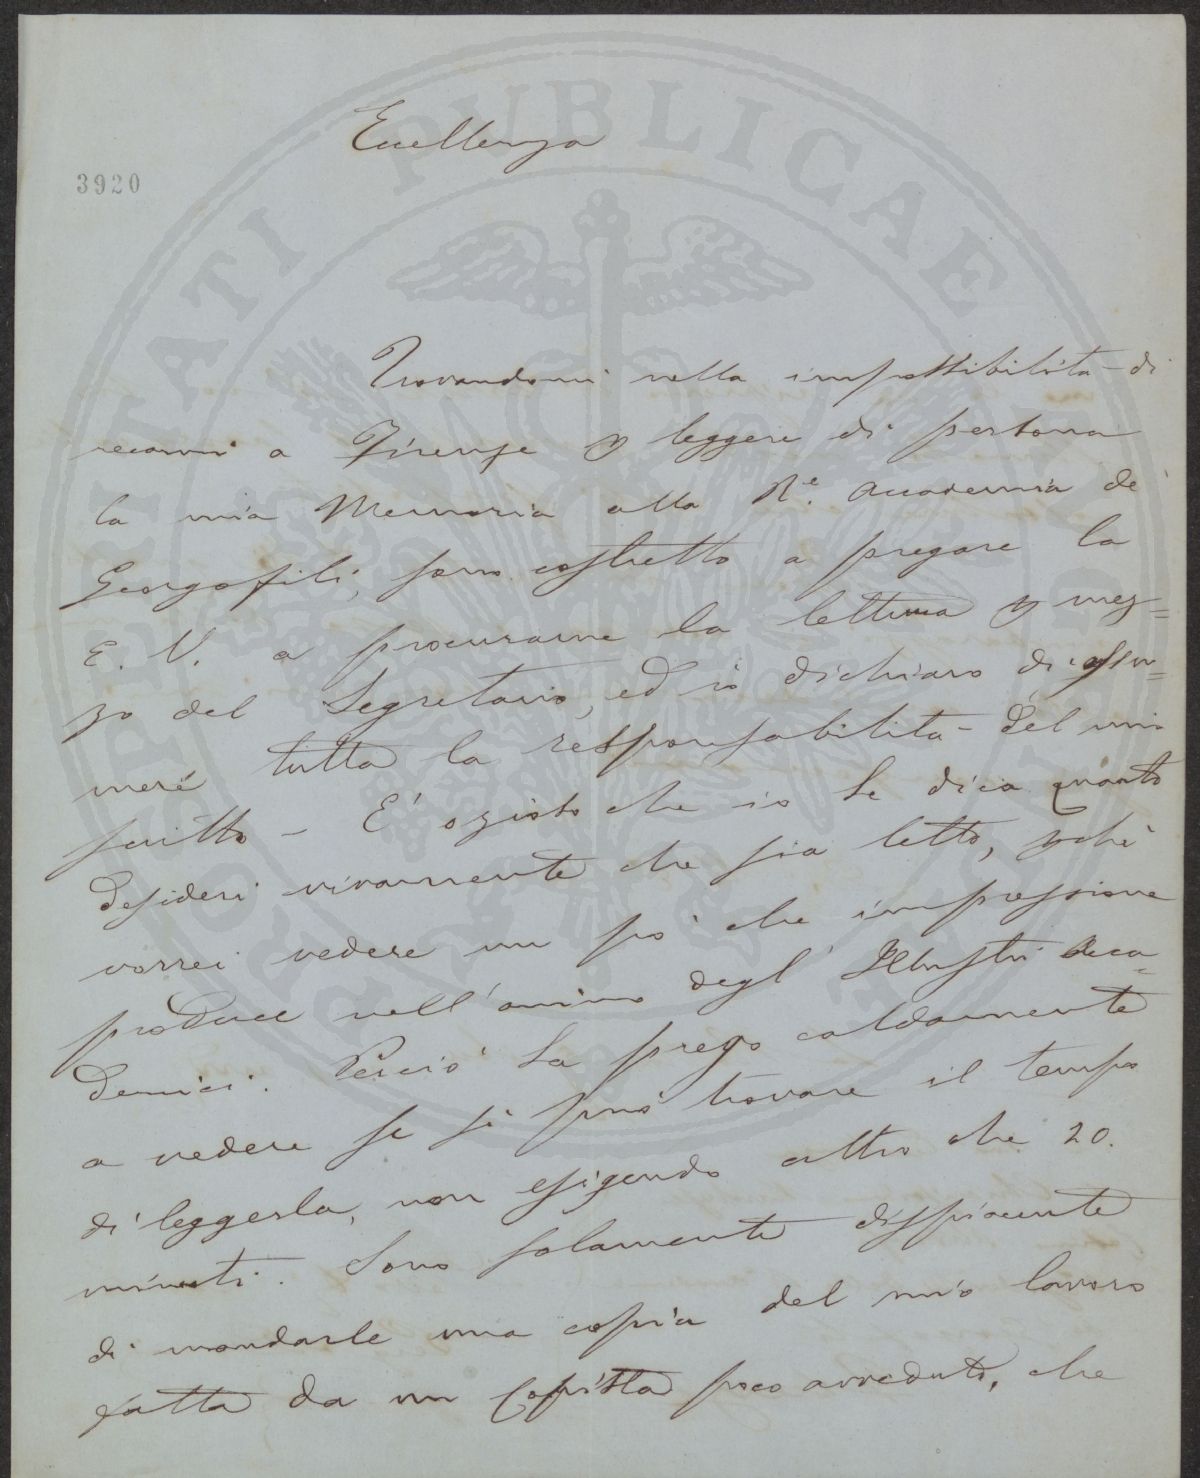 Eccellenza
3920
Trovandomi nella impossibilità di
recarmi a Firenze p leggere di persona
la mia Memoria alla R.e Accademia de'
Georgofili, sono costretto a pregare la
E. V. a procurarne la lettura p mez=
zo del Segretario, ed io dichiaro di assu=
mere tutta la responsabilità del mio
scritto – E' giusto che io Le dica quanto
desideri vivamente che sia letto, pchè
vorrei vedere un po' che impressione
produce nell'animo degl' Illustri Acca=
demici. Perciò La prego caldamente
a vedere se si può trovare il tempo
di leggerla, non esigendo altro che 20.
minuti. Sono solamente dispiacente
di mandarle una copia del mio lavoro
fatta da un Copista poco avveduto, che
PROSPERITATI PUBLICAE AUGENDAE